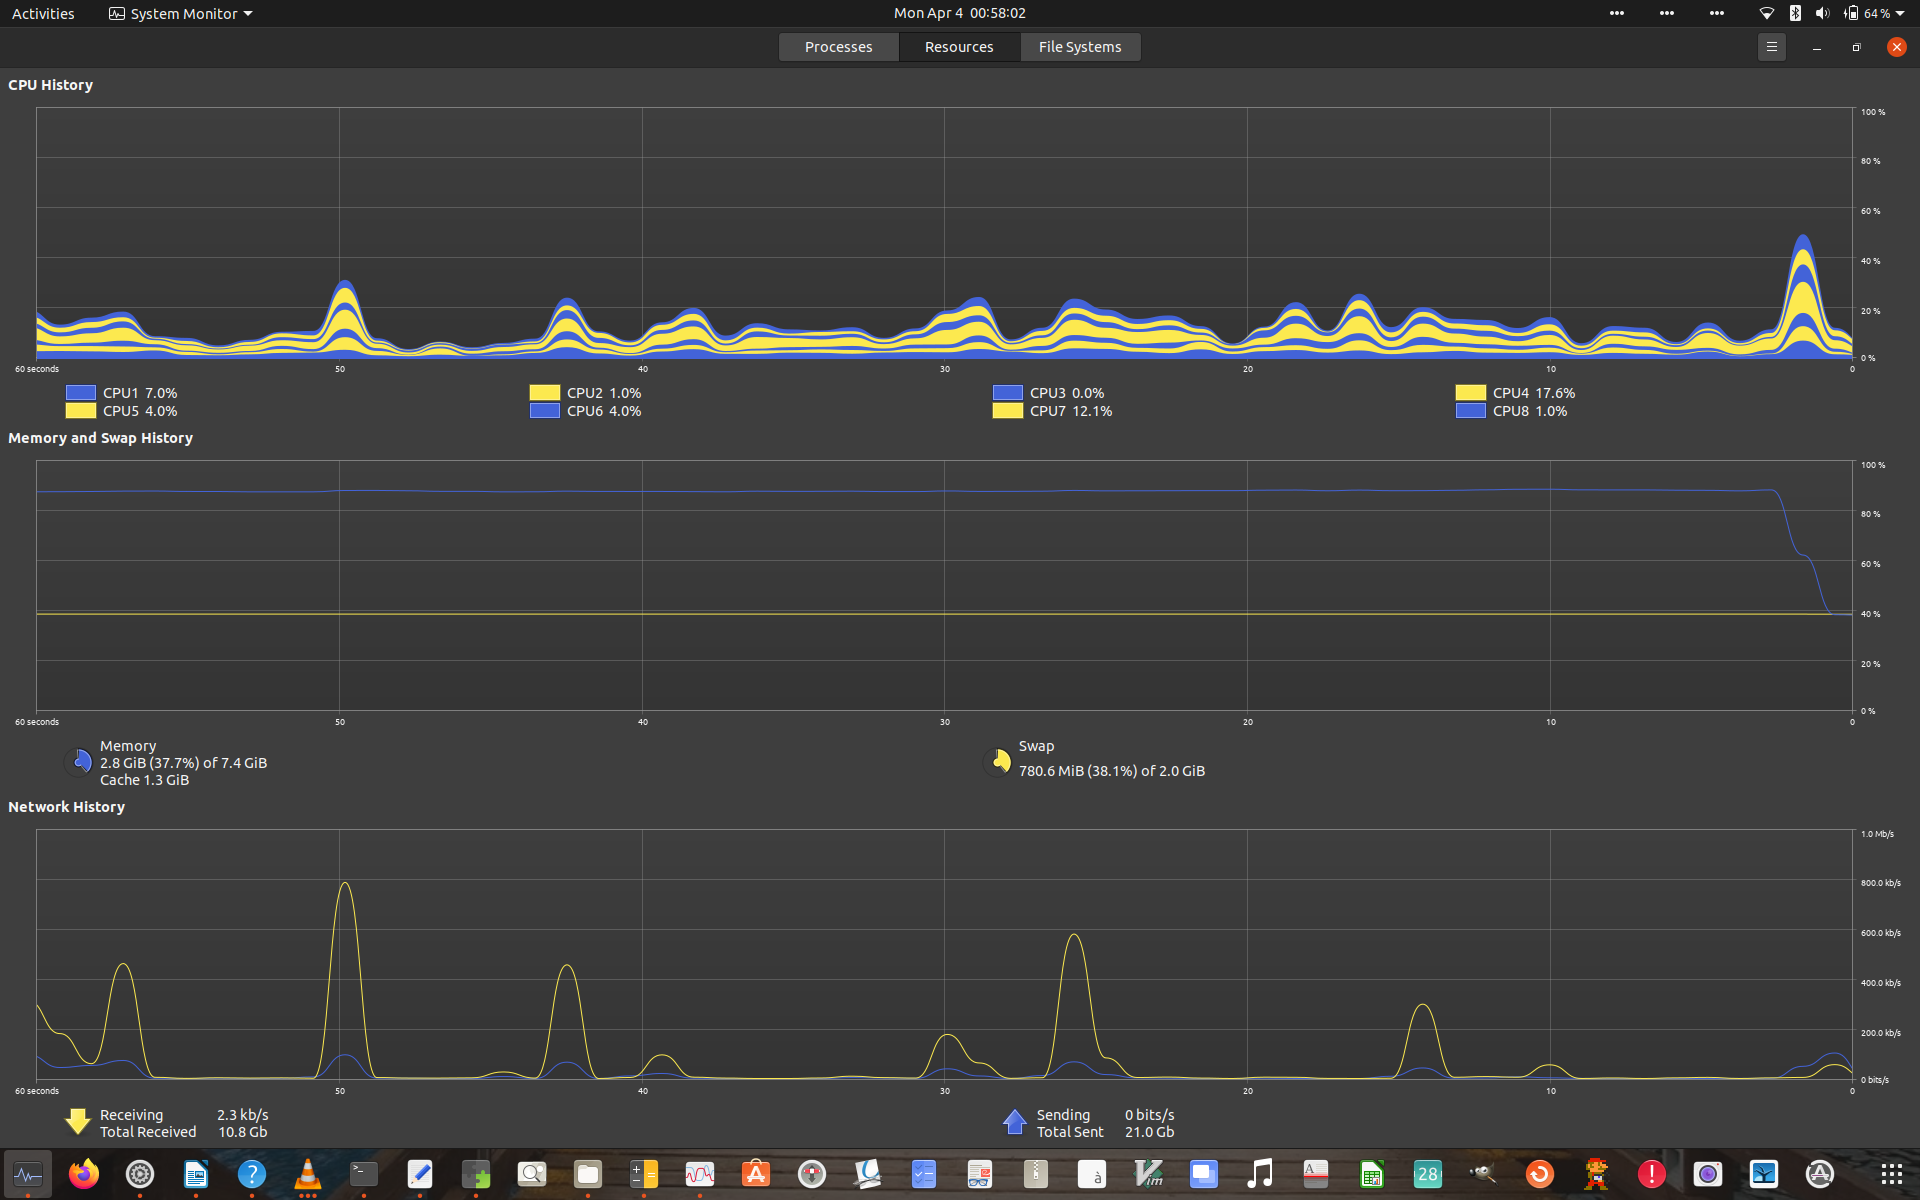 Activities System Monitor Mon Apr 4 00:58:02 64 %
Processes Resources File Systems
CPU History
100 %
80 %
60 %
40 %
20 %
0 %
60 seconds 50 40 30 20 10 0
CPU1 7.0% CPU2 1.0% CPU3 0.0% CPU4 17.6%
CPU5 4.0% CPU6 4.0% CPU7 12.1% CPU8 1.0%
Memory and Swap History
100 %
80 %
60 %
40 %
20 %
0 %
60 seconds 50 40 30 20 10 0
Memory
2.8 GiB (37.7%) of 7.4 GiB
Cache 1.3 GiB
Swap
780.6 MiB (38.1%) of 2.0 GiB
Network History
1.0 Mb/s
800.0 kb/s
600.0 kb/s
400.0 kb/s
200.0 kb/s
0 bits/s
60 seconds 50 40 30 20 10 0
Receiving 2.3 kb/s
Total Received 10.8 Gb
Sending 0 bits/s
Total Sent 21.0 Gb
? >_ à Vim A 28 !